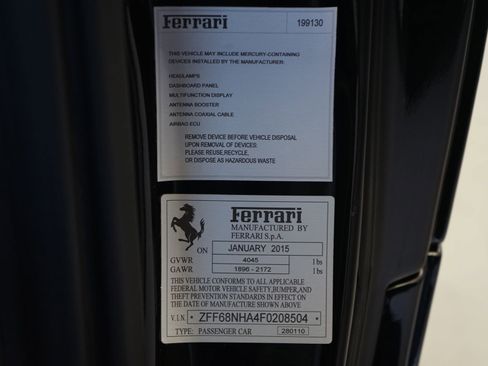 Ferrari 199130
THIS VEHICLE MAY INCLUDE MERCURY-CONTAINING
DEVICES INSTALLED BY THE MANUFACTURER:
HEADLAMPS
DASHBOARD PANEL
MULTIFUNCTION DISPLAY
ANTENNA BOOSTER
ANTENNA COAXIAL CABLE
AIRBAG ECU
REMOVE DEVICE BEFORE VEHICLE DISPOSAL
UPON REMOVAL OF DEVICES:
PLEASE REUSE,RECYCLE,
OR DISPOSE AS HAZARDOUS WASTE
Ferrari
MANUFACTURED BY
FERRARI S.p.A.
ON JANUARY 2015
GVWR 4045 lbs
GAWR 1896 - 2172 lbs
THIS VEHICLE CONFORMS TO ALL APPLICABLE
FEDERAL MOTOR VEHICLE SAFETY,BUMPER,AND
THEFT PREVENTION STANDARDS IN EFFECT ON
THE DATE OF MANUFACTURE SHOWN ABOVE
V.I.N. * ZFF68NHA4F0208504 *
TYPE: PASSENGER CAR 280110